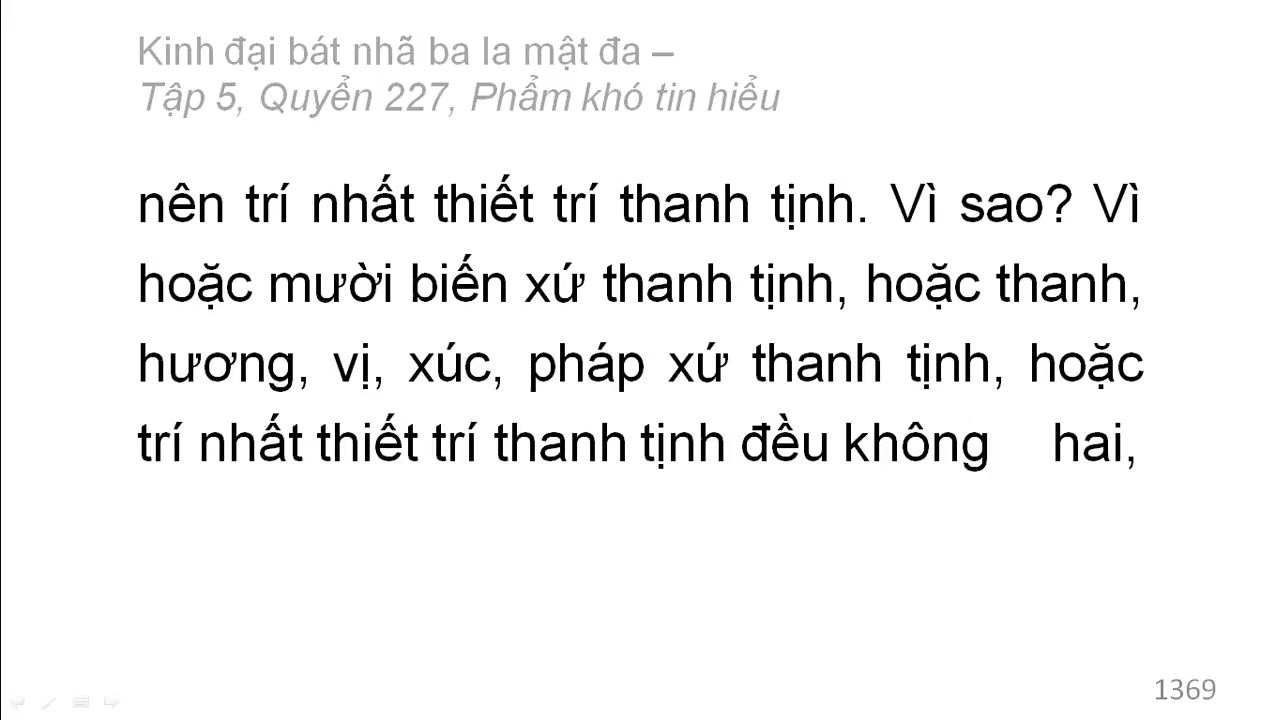 Kinh đại bát nhã ba la mật đa –
Tập 5, Quyển 227, Phẩm khó tin hiểu
nên trí nhất thiết trí thanh tịnh. Vì sao? Vì
hoặc mười biến xứ thanh tịnh, hoặc thanh,
hương, vị, xúc, pháp xứ thanh tịnh, hoặc
trí nhất thiết trí thanh tịnh đều không hai,
1369